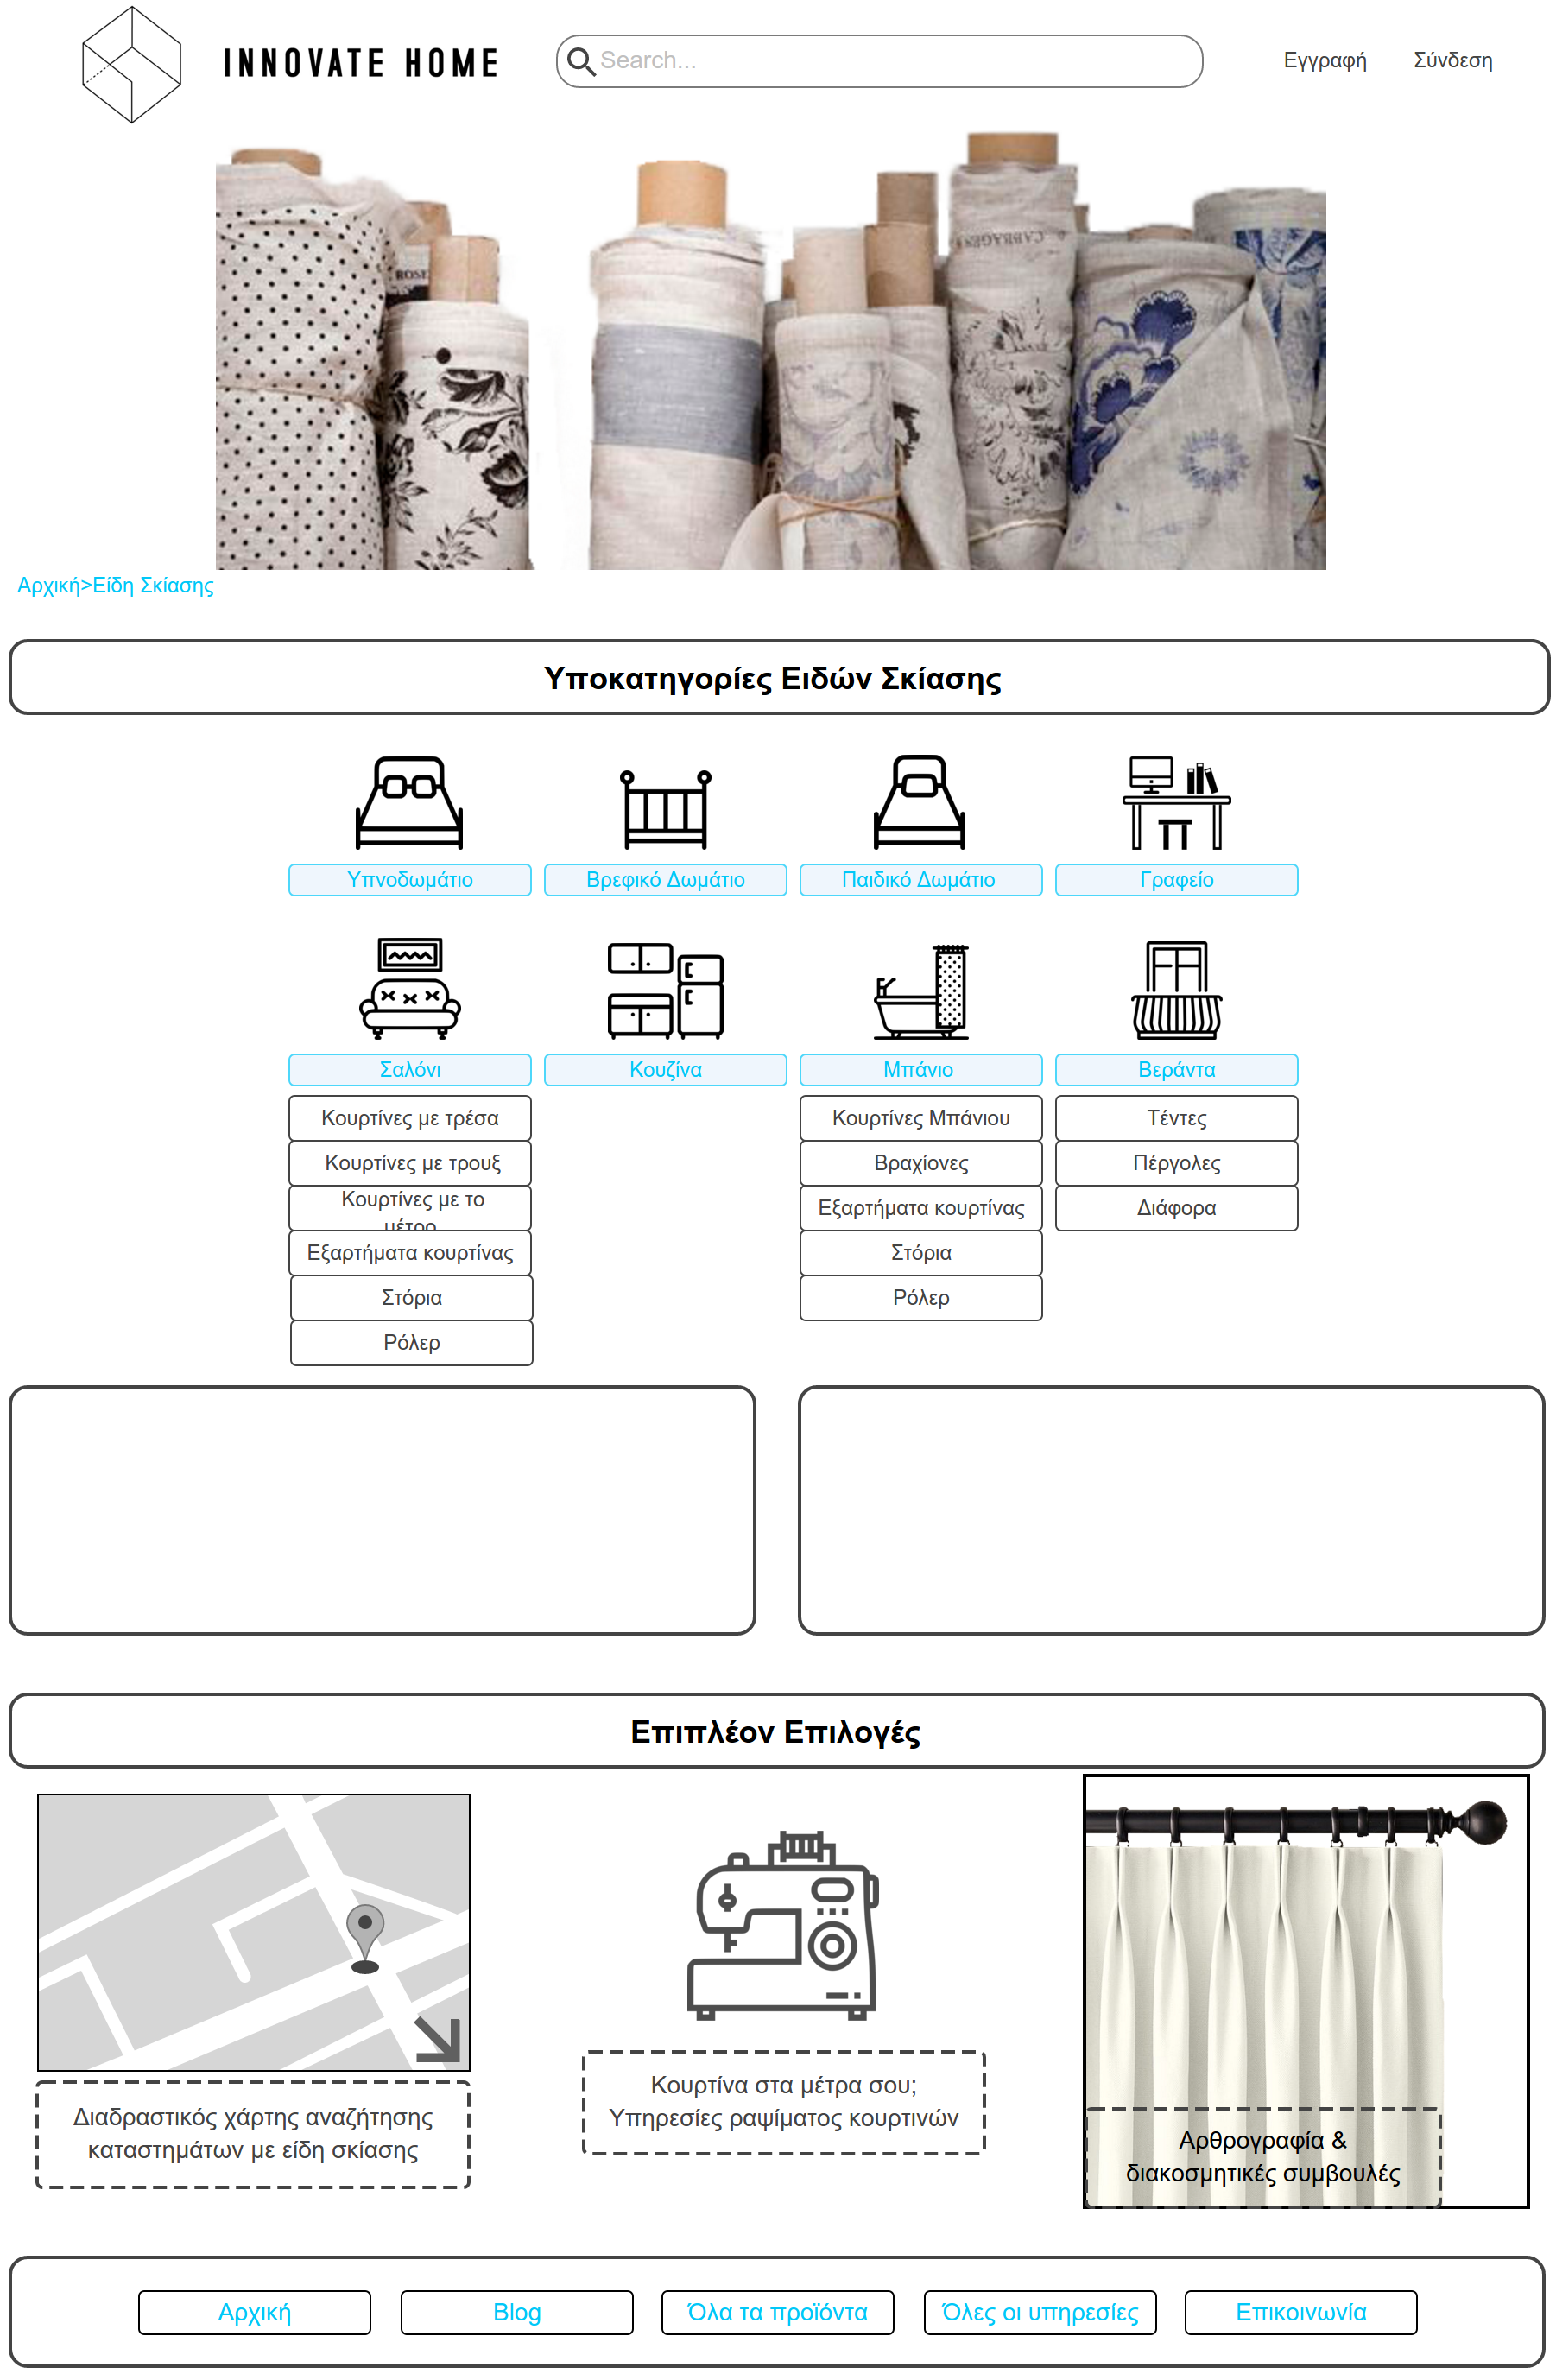 INNOVATE HOME
Search...
Εγγραφή
Σύνδεση
ROSE
CABBAGES
Αρχική>Είδη Σκίασης
Υποκατηγορίες Ειδών Σκίασης
Υπνοδωμάτιο
Βρεφικό Δωμάτιο
Παιδικό Δωμάτιο
Γραφείο
Σαλόνι
Κουζίνα
Μπάνιο
Βεράντα
Κουρτίνες με τρέσα
Κουρτίνες με τρουξ
Κουρτίνες με το
μέτρο
Εξαρτήματα κουρτίνας
Στόρια
Ρόλερ
Κουρτίνες Μπάνιου
Βραχίονες
Εξαρτήματα κουρτίνας
Στόρια
Ρόλερ
Τέντες
Πέργολες
Διάφορα
Επιπλέον Επιλογές
Διαδραστικός χάρτης αναζήτησης
καταστημάτων με είδη σκίασης
Κουρτίνα στα μέτρα σου;
Υπηρεσίες ραψίματος κουρτινών
Αρθρογραφία &
διακοσμητικές συμβουλές
Αρχική
Blog
Όλα τα προϊόντα
Όλες οι υπηρεσίες
Επικοινωνία